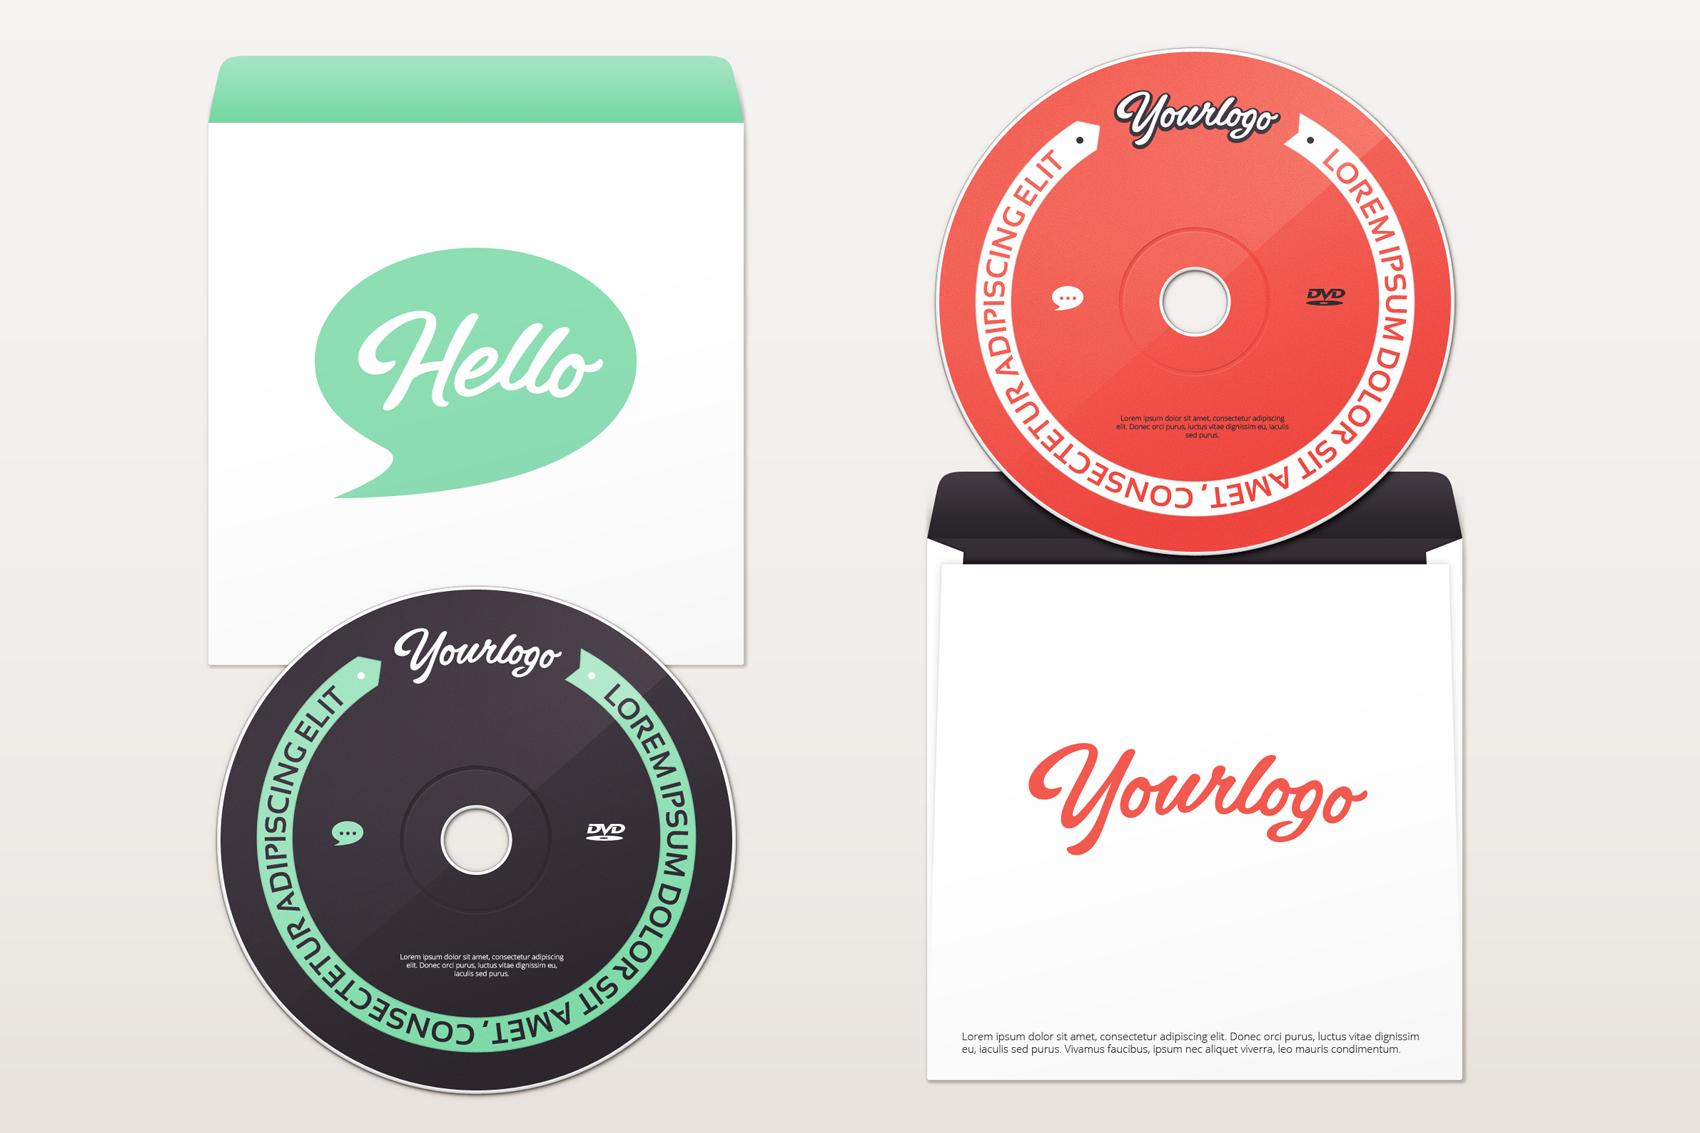 Hello
Yourlogo
LOREM IPSUM DOLOR SIT AMET, CONSECTETUR ADIPISCING ELIT
DVD
Lorem ipsum dolor sit amet, consectetur adipiscing
elit. Donec orci purus, luctus vitae dignissim eu,
iaculis sed purus.
Yourlogo
LOREM IPSUM DOLOR SIT AMET, CONSECTETUR ADIPISCING ELIT
DVD
Lorem ipsum dolor sit amet, consectetur adipiscing
elit. Donec orci purus, luctus vitae dignissim eu, iaculis
sed purus.
Yourlogo
Lorem ipsum dolor sit amet, consectetur adipiscing elit. Donec orci purus, luctus vitae dignissim
eu, iaculis sed purus. Vivamus faucibus, ipsum nec aliquet viverra, leo mauris condimentum.